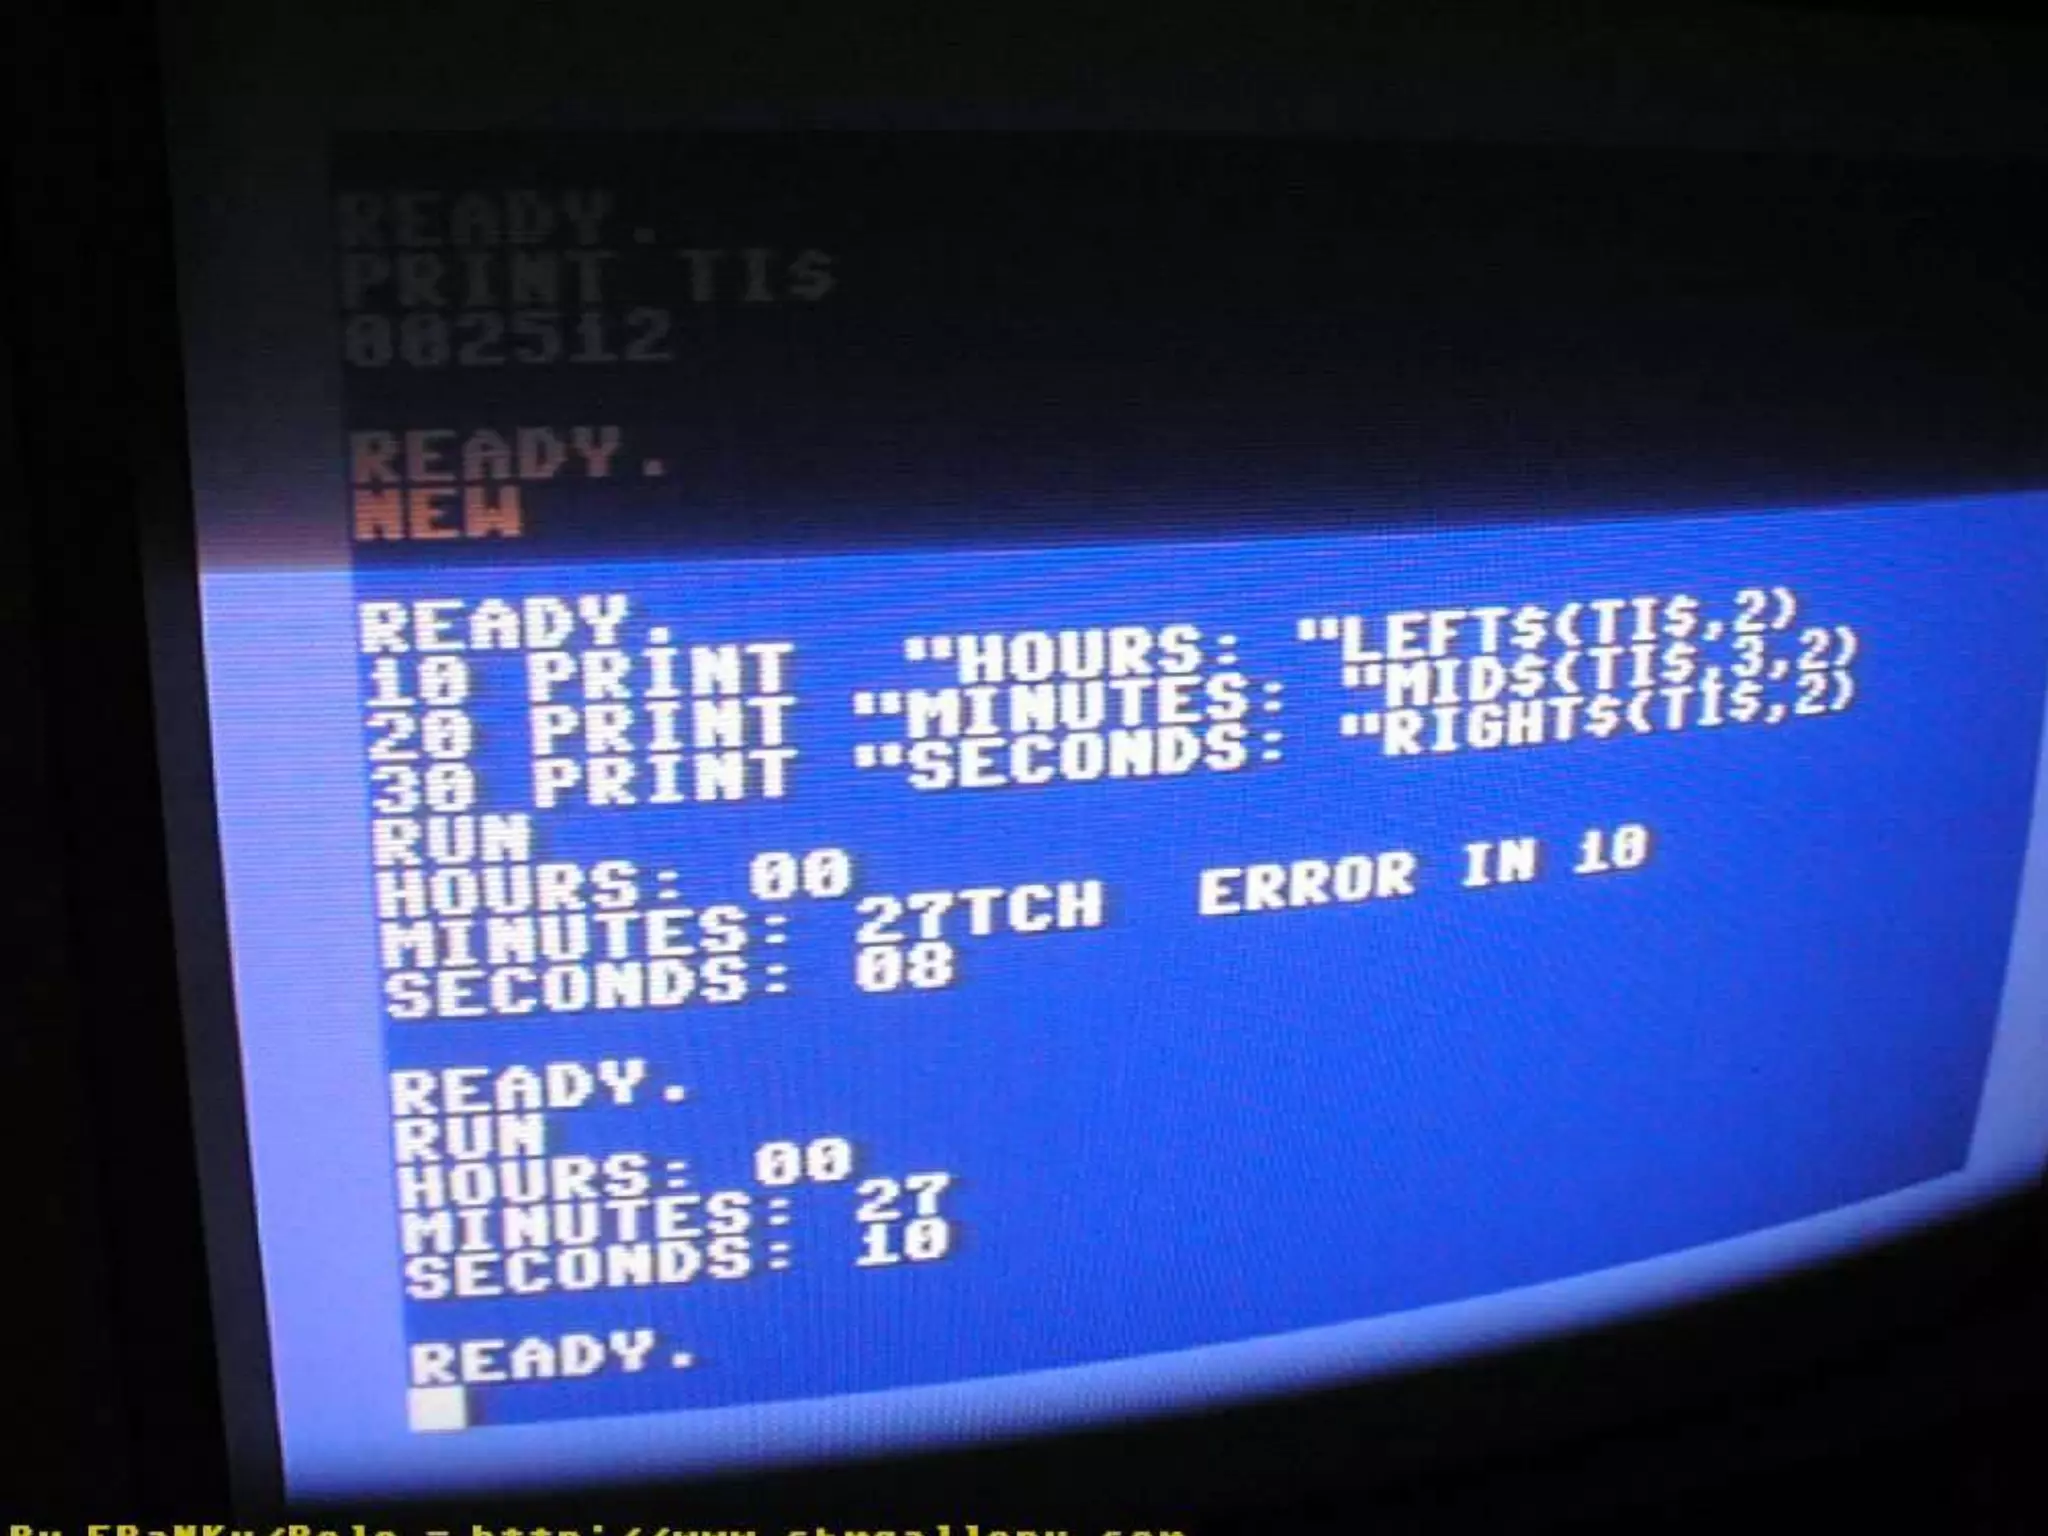 READY.
PRINT TI$
002512
READY.
NEW
READY.
10 PRINT  "HOURS: "LEFT$(TI$,2)
20 PRINT "MINUTES: "MID$(TI$,3,2)
30 PRINT "SECONDS: "RIGHT$(TI$,2)
RUN
HOURS: 00
MINUTES: 27TCH  ERROR IN 10
SECONDS: 08
READY.
RUN
HOURS: 00
MINUTES: 27
SECONDS: 10
READY.